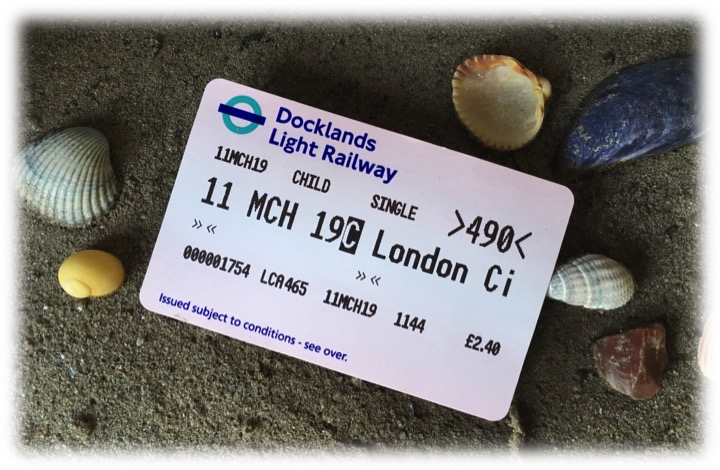 Docklands
Light Railway
11MCH19 CHILD SINGLE >490<
11 MCH 19C London Ci
»« »«
000001754 LCA465 11MCH19 1144 £2.40
Issued subject to conditions - see over.